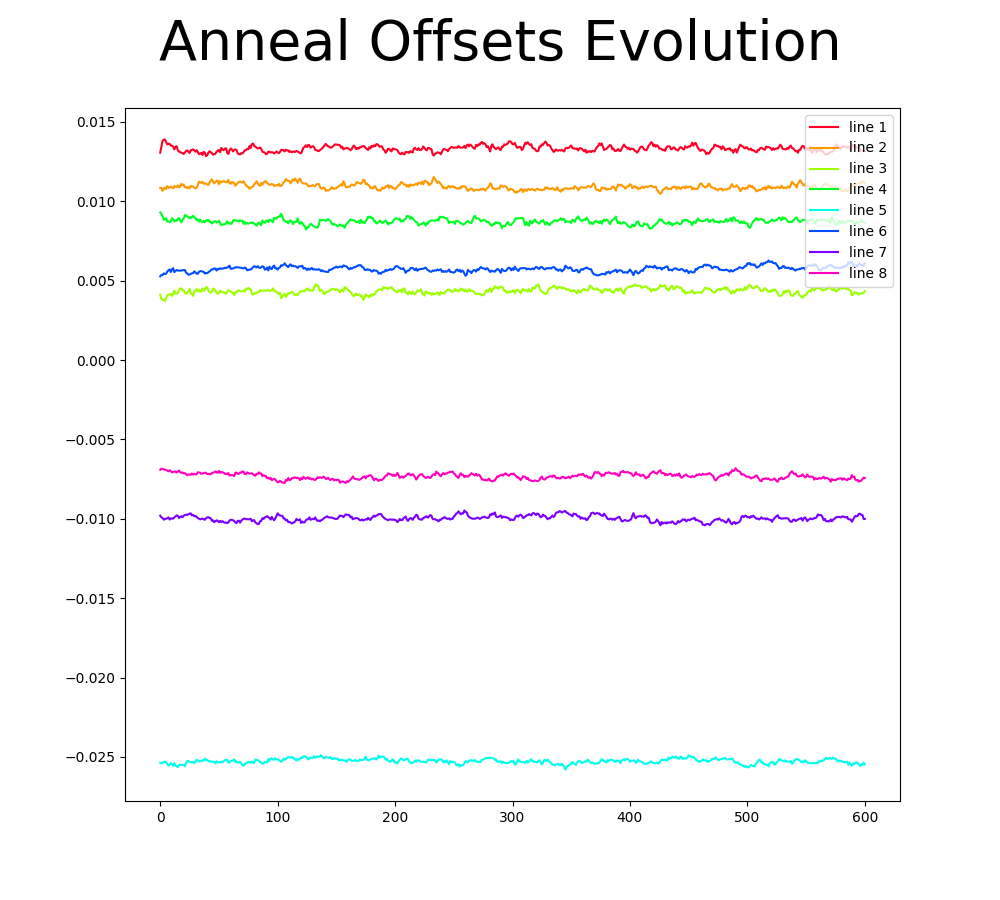 Anneal Offsets Evolution
0.015
0.010
0.005
0.000
−0.005
−0.010
−0.015
−0.020
−0.025
line 1
line 2
line 3
line 4
line 5
line 6
line 7
line 8
0 100 200 300 400 500 600